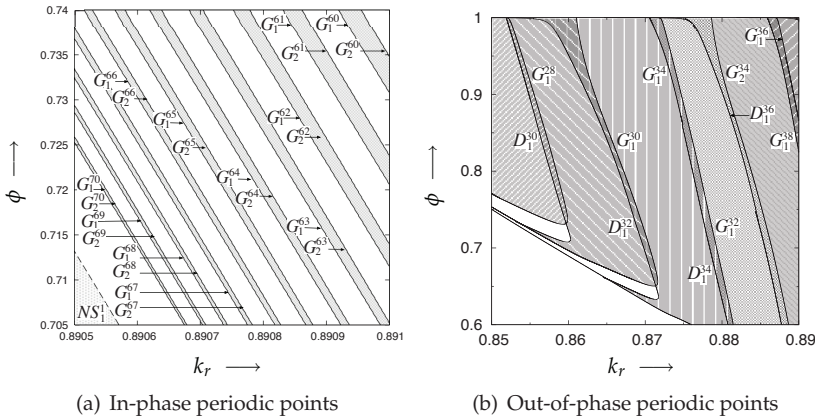 0.74
0.735
0.73
0.725
0.72
0.715
0.71
0.705
ϕ ⟶
0.8905 0.8906 0.8907 0.8908 0.8909 0.891
k_r ⟶
G_1^{61} G_1^{60}
G_2^{61} G_2^{60}
G_1^{66}
G_2^{66}
G_1^{65}
G_2^{65}
G_1^{62}
G_2^{62}
G_1^{64}
G_2^{64}
G_1^{63}
G_2^{63}
G_1^{70}
G_2^{70}
G_1^{69}
G_2^{69}
G_1^{68}
G_2^{68}
G_1^{67}
G_2^{67}
NS_1^1
(a) In-phase periodic points
1
0.9
0.8
0.7
0.6
ϕ ⟶
0.85 0.86 0.87 0.88 0.89
k_r ⟶
G_1^{36}
G_1^{28} G_1^{34} G_2^{34}
D_1^{36}
D_1^{30} G_1^{30} G_1^{38}
D_1^{32} G_1^{32}
D_1^{34}
(b) Out-of-phase periodic points